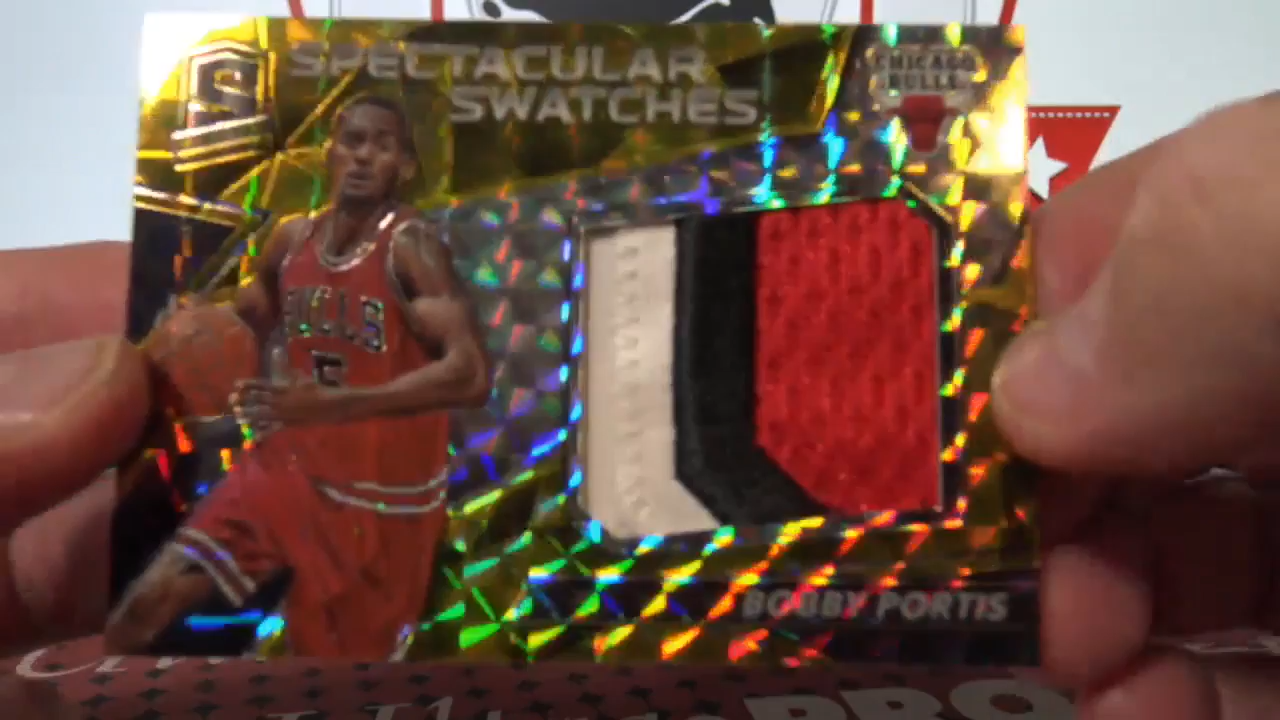 SPECTACULAR
SWATCHES
CHICAGO
BULLS
S
BULLS
5
BOBBY PORTIS
PRO